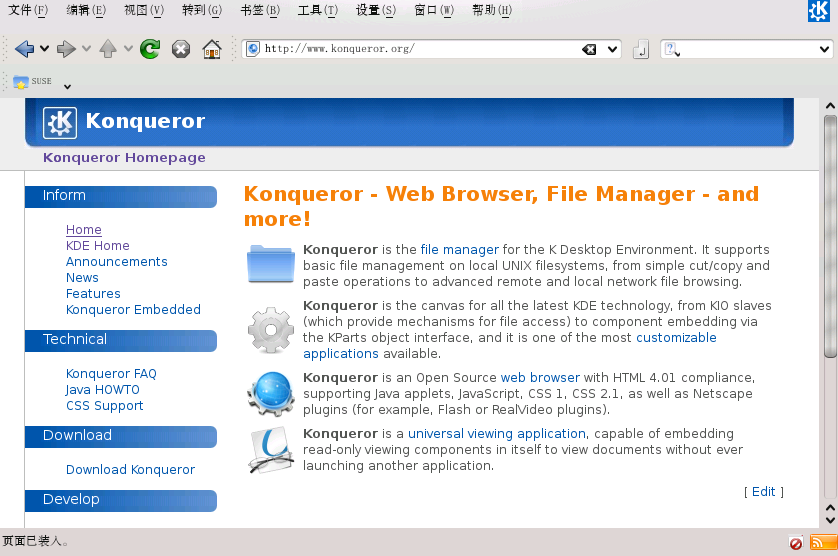 文件(F) 编辑(E) 视图(V) 转到(G) 书签(B) 工具(T) 设置(S) 窗口(W) 帮助(H)
http://www.konqueror.org/
SUSE
Konqueror
Konqueror Homepage
Inform
Home
KDE Home
Announcements
News
Features
Konqueror Embedded
Technical
Konqueror FAQ
Java HOWTO
CSS Support
Download
Download Konqueror
Develop
Konqueror - Web Browser, File Manager - and
more!
Konqueror is the file manager for the K Desktop Environment. It supports
basic file management on local UNIX filesystems, from simple cut/copy and
paste operations to advanced remote and local network file browsing.
Konqueror is the canvas for all the latest KDE technology, from KIO slaves
(which provide mechanisms for file access) to component embedding via
the KParts object interface, and it is one of the most customizable
applications available.
Konqueror is an Open Source web browser with HTML 4.01 compliance,
supporting Java applets, JavaScript, CSS 1, CSS 2.1, as well as Netscape
plugins (for example, Flash or RealVideo plugins).
Konqueror is a universal viewing application, capable of embedding
read-only viewing components in itself to view documents without ever
launching another application.
[ Edit ]
页面已装入。